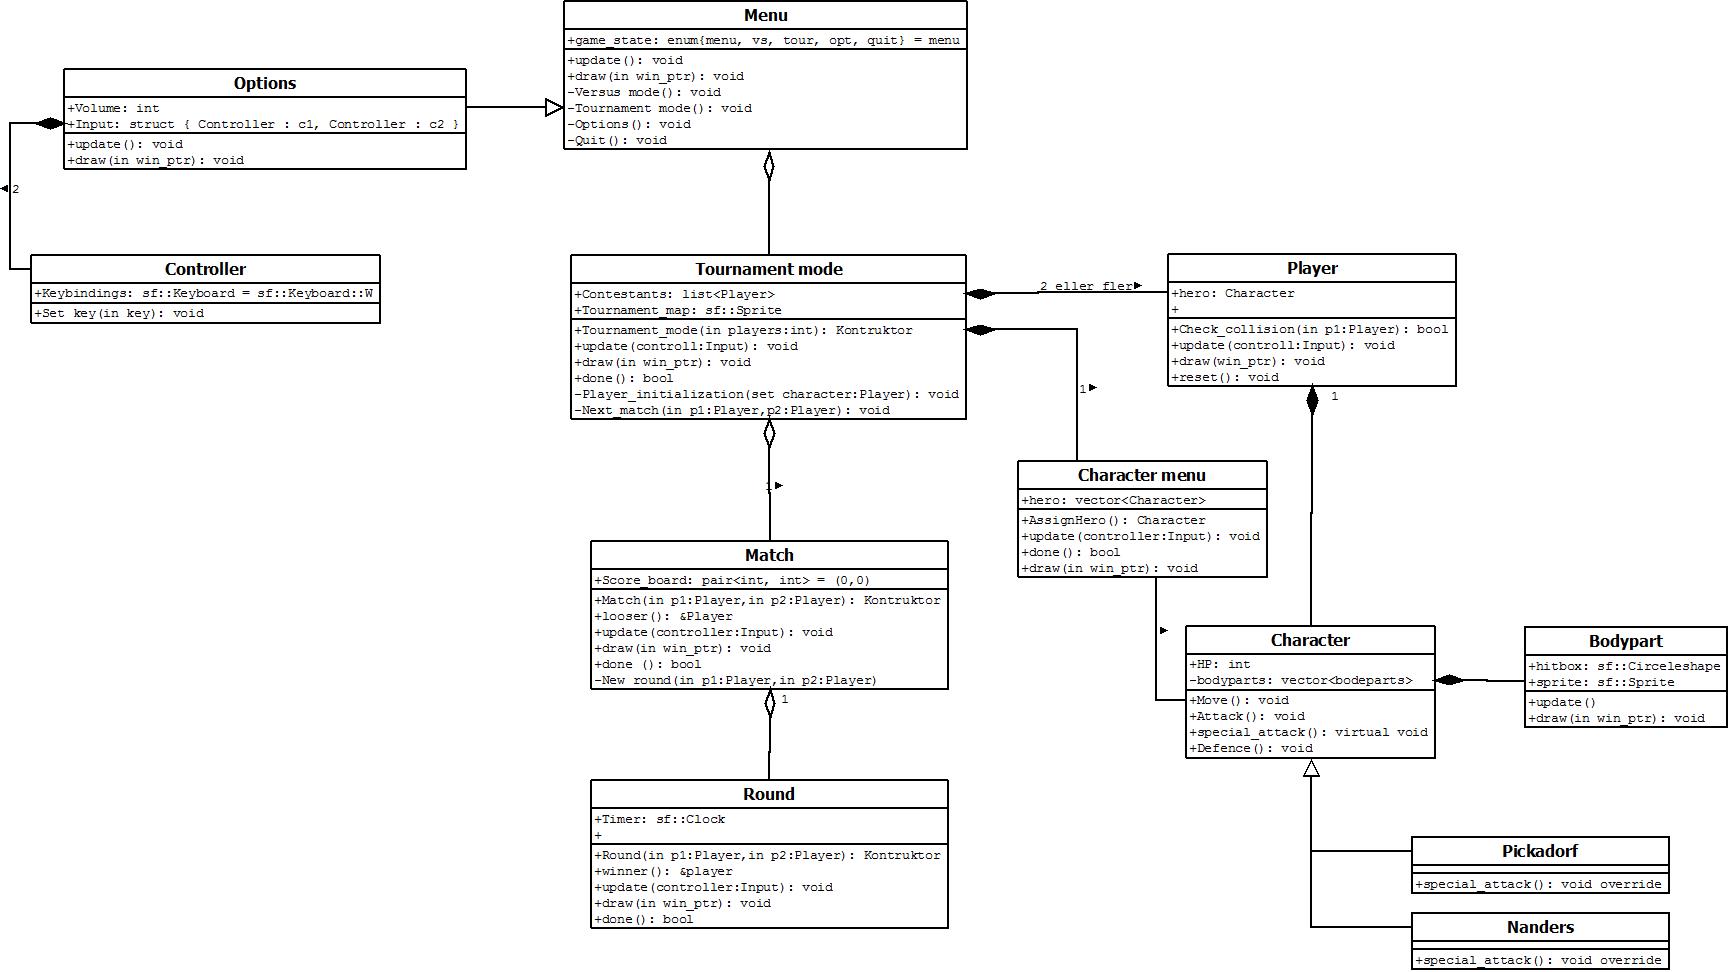 Menu
+game_state: enum{menu, vs, tour, opt, quit} = menu
+update(): void
+draw(in win_ptr): void
-Versus mode(): void
-Tournament mode(): void
-Options(): void
-Quit(): void
Options
+Volume: int
+Input: struct { Controller : c1, Controller : c2 }
+update(): void
+draw(in win_ptr): void
2
Controller
+Keybindings: sf::Keyboard = sf::Keyboard::W
+Set key(in key): void
Tournament mode
+Contestants: list<Player>
+Tournament_map: sf::Sprite
+Tournament_mode(in players:int): Kontruktor
+update(controll:Input): void
+draw(in win_ptr): void
+done(): bool
-Player_initialization(set character:Player): void
-Next_match(in p1:Player,p2:Player): void
2 eller fler
Player
+hero: Character
+
+Check_collision(in p1:Player): bool
+update(controll:Input): void
+draw(win_ptr): void
+reset(): void
1
1
1
Character menu
+hero: vector<Character>
+AssignHero(): Character
+update(controller:Input): void
+done(): bool
+draw(in win_ptr): void
Match
+Score_board: pair<int, int> = (0,0)
+Match(in p1:Player,in p2:Player): Kontruktor
+looser(): &Player
+update(controller:Input): void
+draw(in win_ptr): void
+done (): bool
-New round(in p1:Player,in p2:Player)
1
Character
+HP: int
-bodyparts: vector<bodeparts>
+Move(): void
+Attack(): void
+special_attack(): virtual void
+Defence(): void
Bodypart
+hitbox: sf::Circeleshape
+sprite: sf::Sprite
+update()
+draw(in win_ptr): void
Round
+Timer: sf::Clock
+
+Round(in p1:Player,in p2:Player): Kontruktor
+winner(): &player
+update(controller:Input): void
+draw(in win_ptr): void
+done(): bool
Pickadorf
+special_attack(): void override
Nanders
+special_attack(): void override